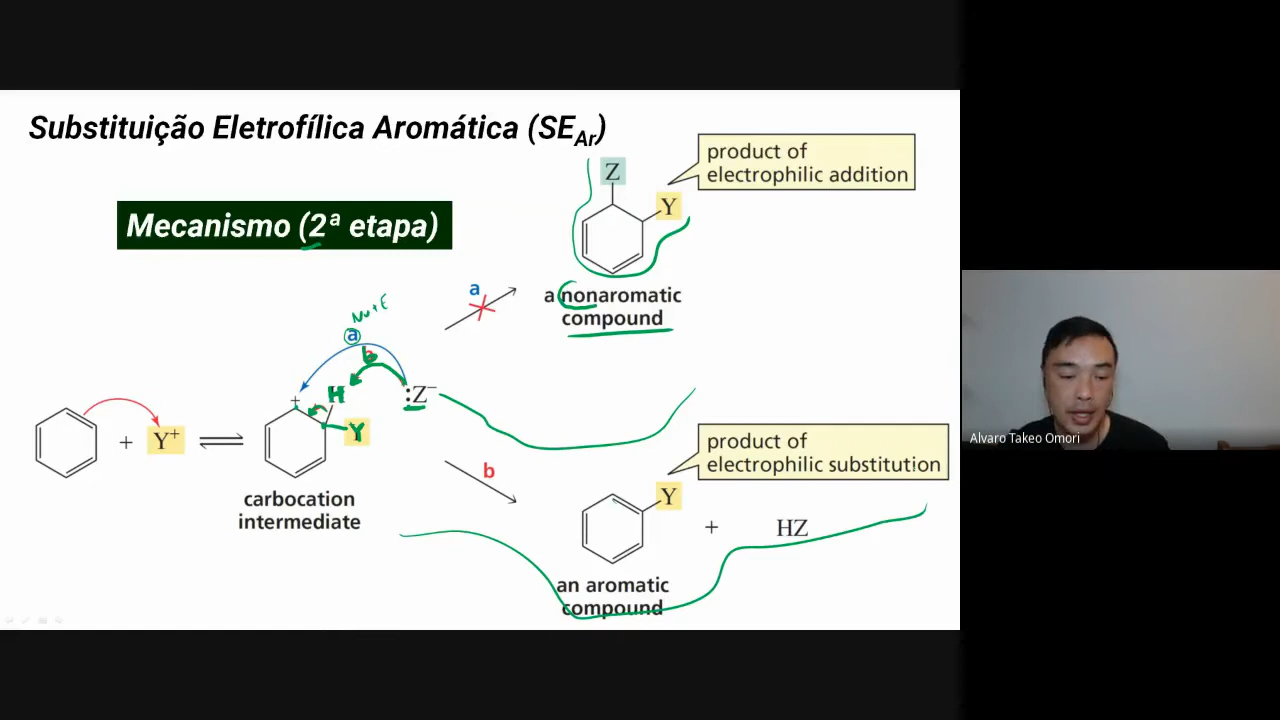 Substituição Eletrofílica Aromática (SEAr)
Mecanismo (2ª etapa)
Z
Y
product of
electrophilic addition
a nonaromatic
compound
a
Nu + E
a
b
H
:Z⁻
+
Y
+
Y⁺
carbocation
intermediate
b
product of
electrophilic substitution
Y
+
HZ
an aromatic
compound
Alvaro Takeo Omori